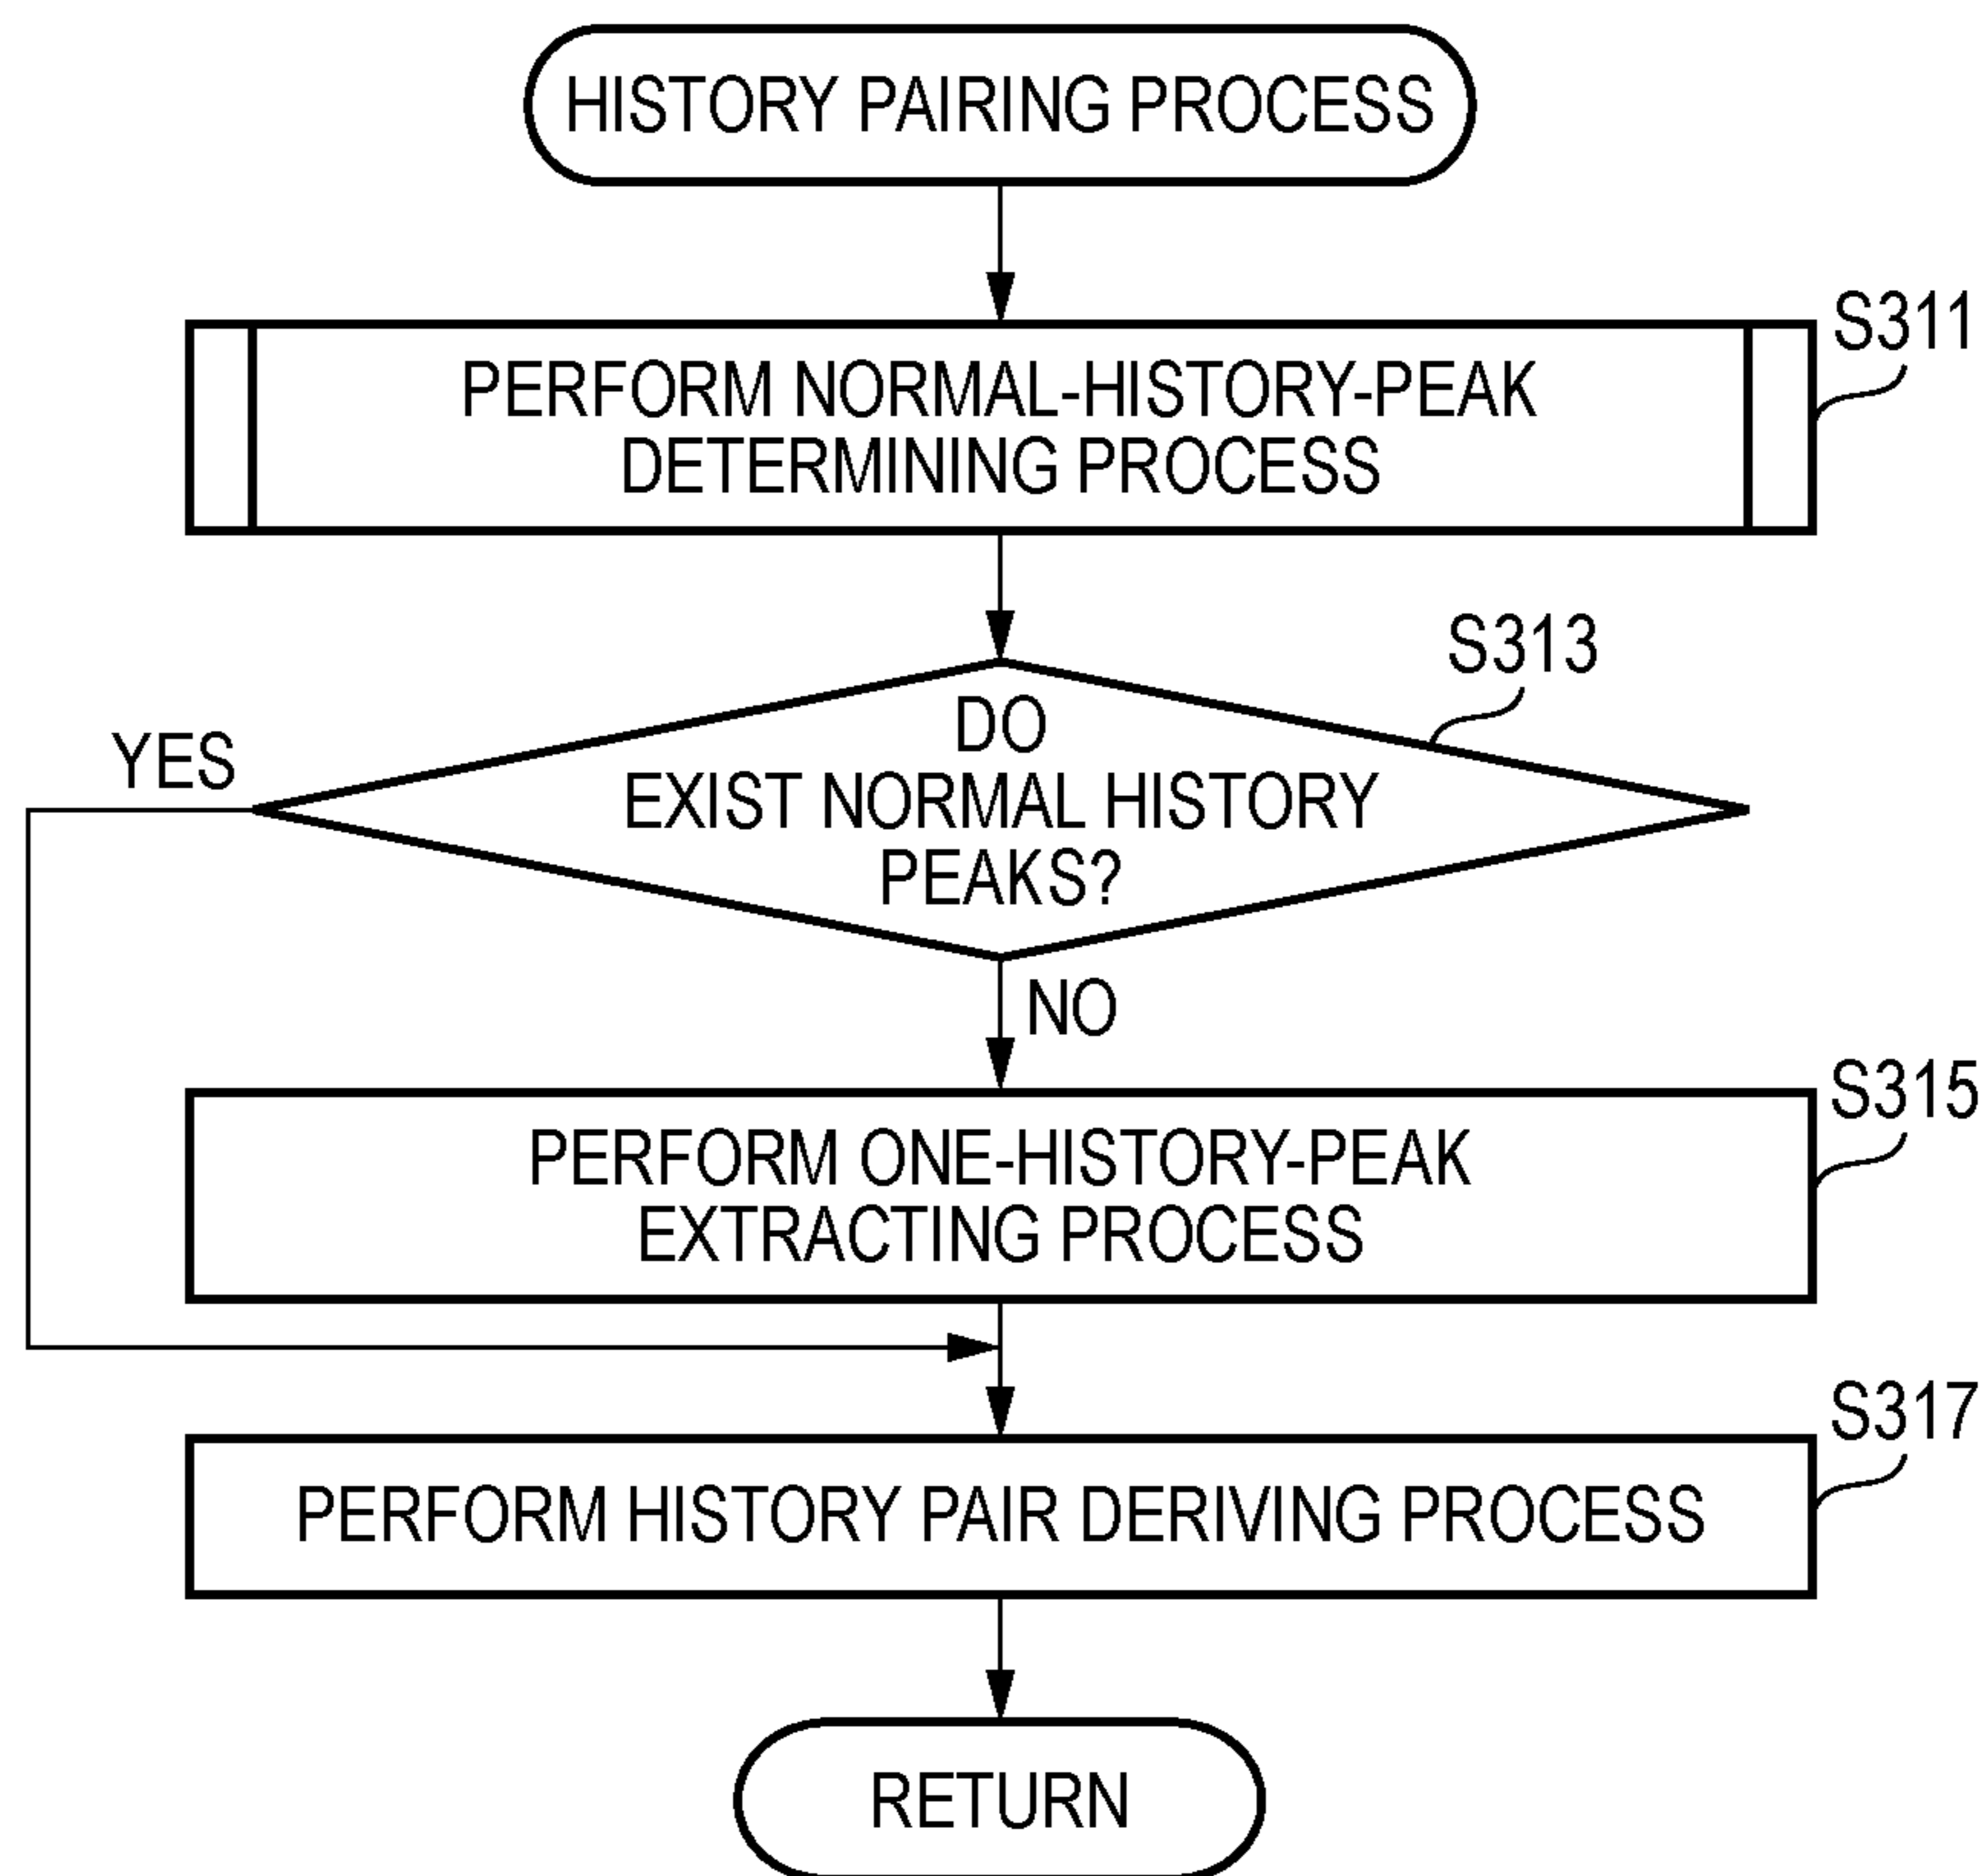 HISTORY PAIRING PROCESS
S311
PERFORM NORMAL-HISTORY-PEAK
DETERMINING PROCESS
S313
DO
EXIST NORMAL HISTORY
PEAKS?
YES
NO
S315
PERFORM ONE-HISTORY-PEAK
EXTRACTING PROCESS
S317
PERFORM HISTORY PAIR DERIVING PROCESS
RETURN